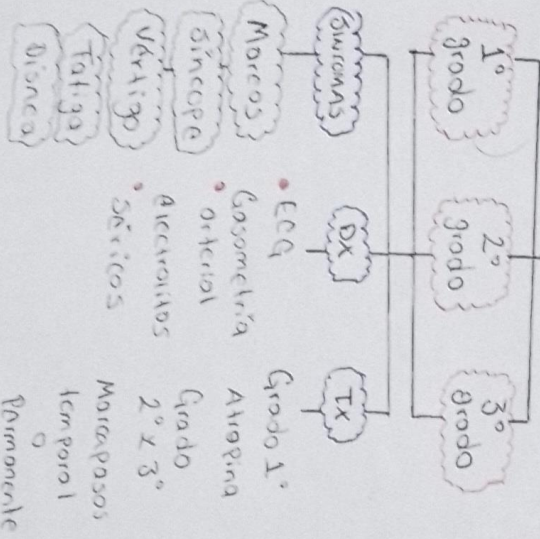 1° grado
2° grado
3° grado
SINTOMAS
DX
TX
Mareos
Síncope
Vértigo
Fatiga
Disnea
• ECG
Gasometría
• arterial
Electrolitos
• Séricos
Grado 1°
Atropina
Grado
2° y 3°
Marcapasos
temporal
o
Permanente